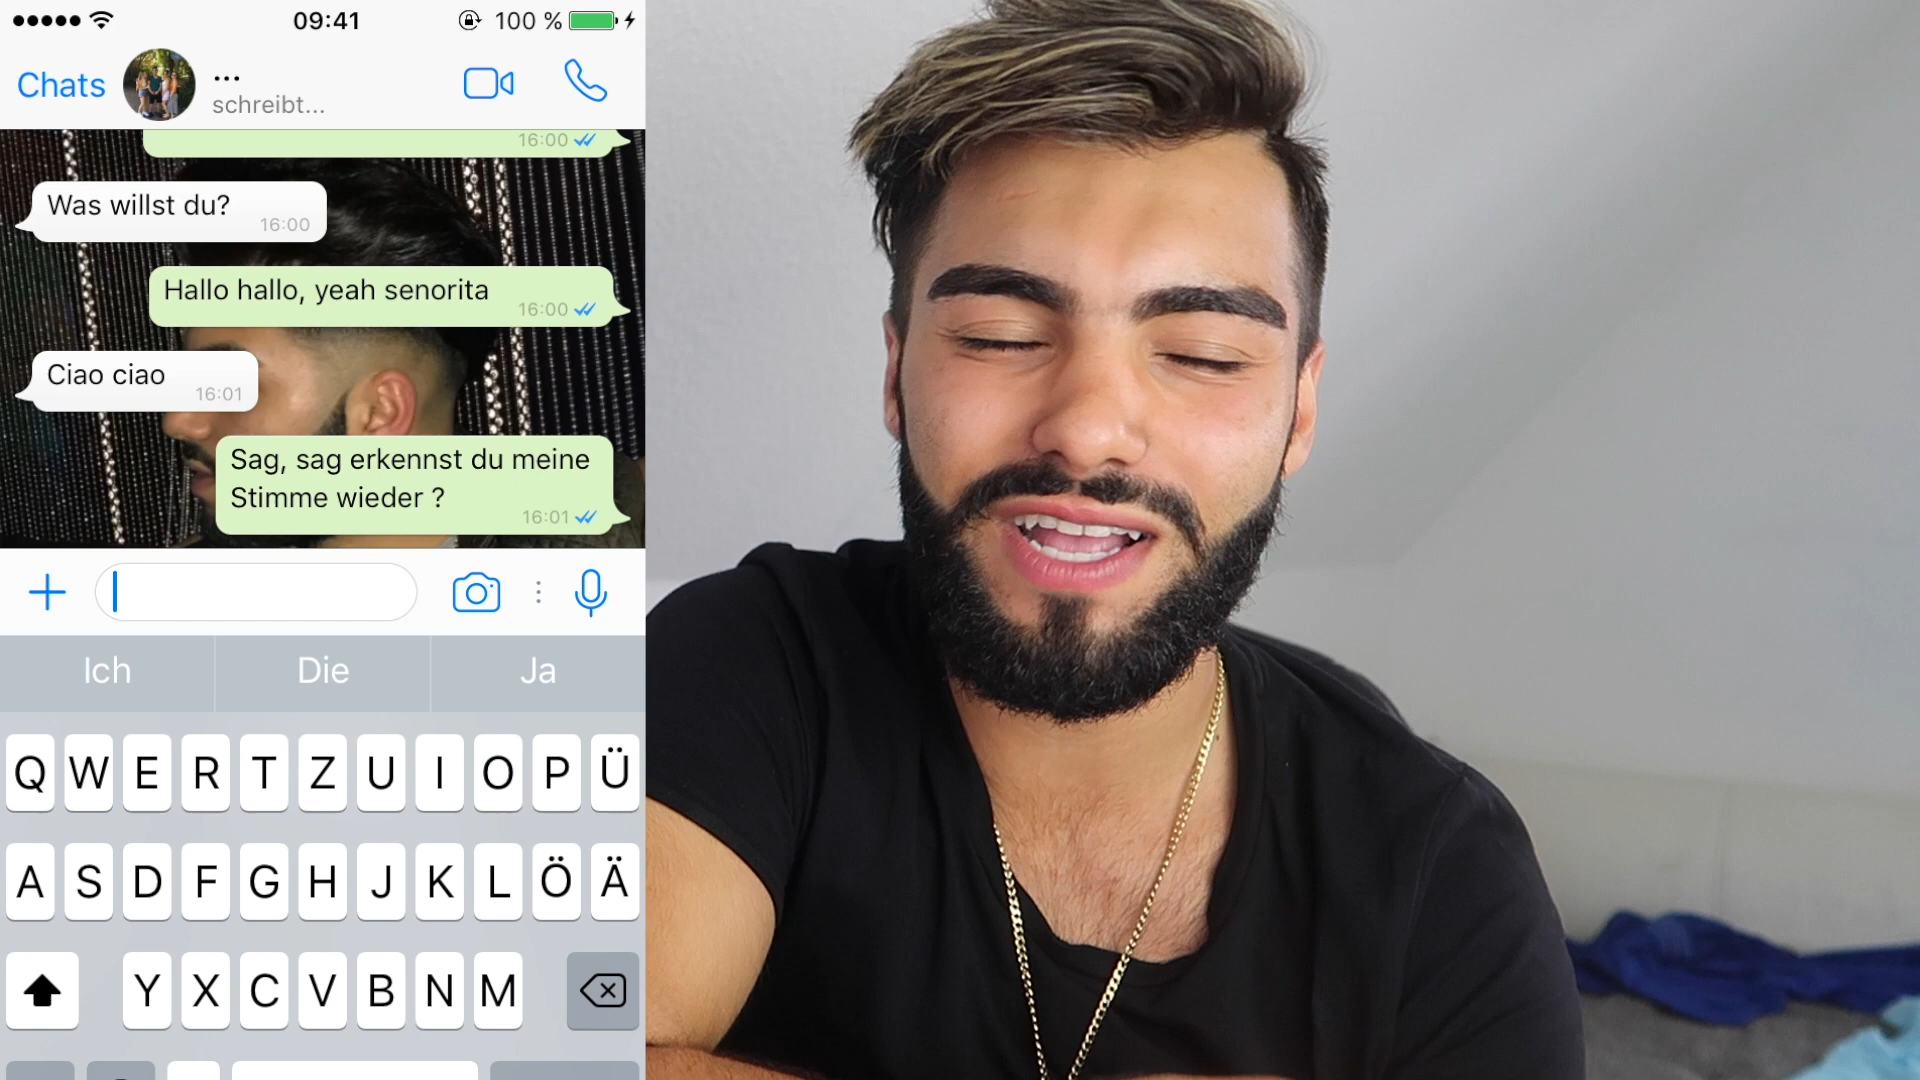 09:41
100 %
Chats
...
schreibt...
16:00
Was willst du?
16:00
Hallo hallo, yeah senorita
16:00
Ciao ciao
16:01
Sag, sag erkennst du meine
Stimme wieder ?
16:01
Ich Die Ja
Q W E R T Z U I O P Ü
A S D F G H J K L Ö Ä
Y X C V B N M